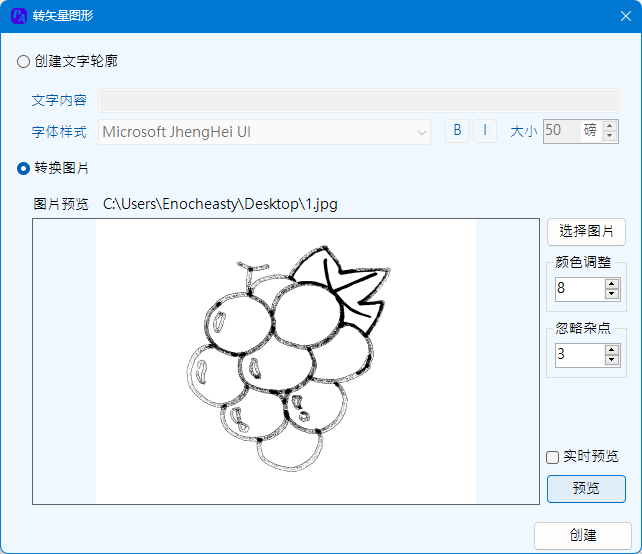 转矢量图形
创建文字轮廓
文字内容
字体样式 Microsoft JhengHei UI B I 大小 50 磅
转换图片
图片预览 C:\Users\Enocheasty\Desktop\1.jpg
选择图片
颜色调整
8
忽略杂点
3
实时预览
预览
创建